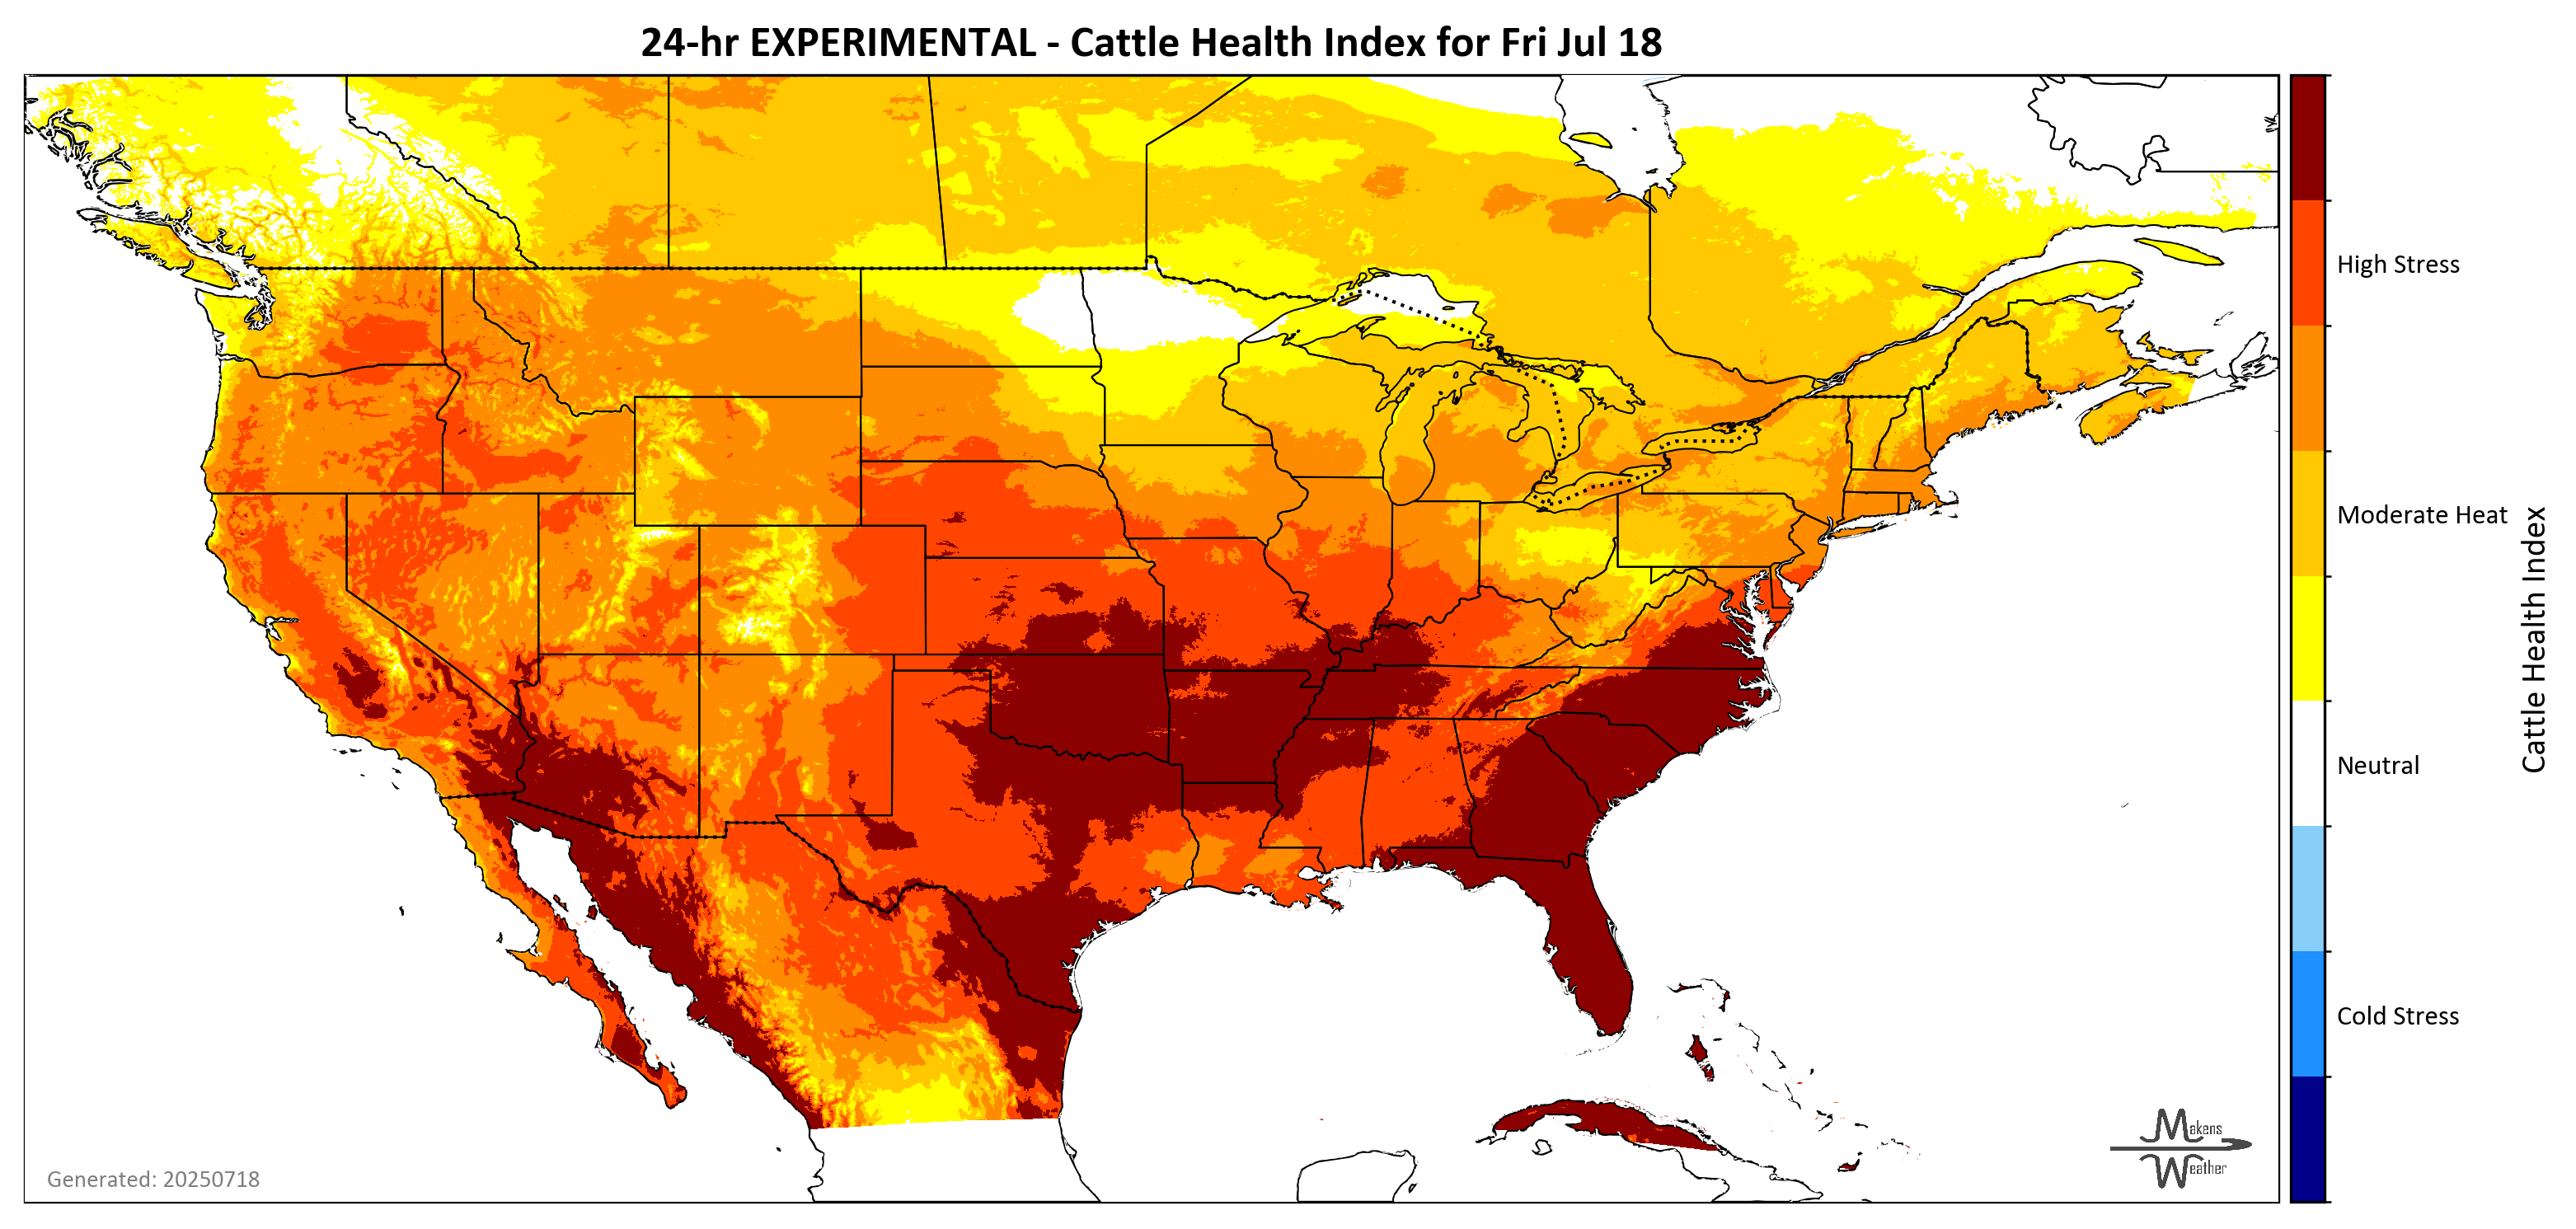 24-hr EXPERIMENTAL - Cattle Health Index for Fri Jul 18
High Stress
Moderate Heat
Neutral
Cold Stress
Cattle Health Index
Generated: 20250718
Makens
Weather